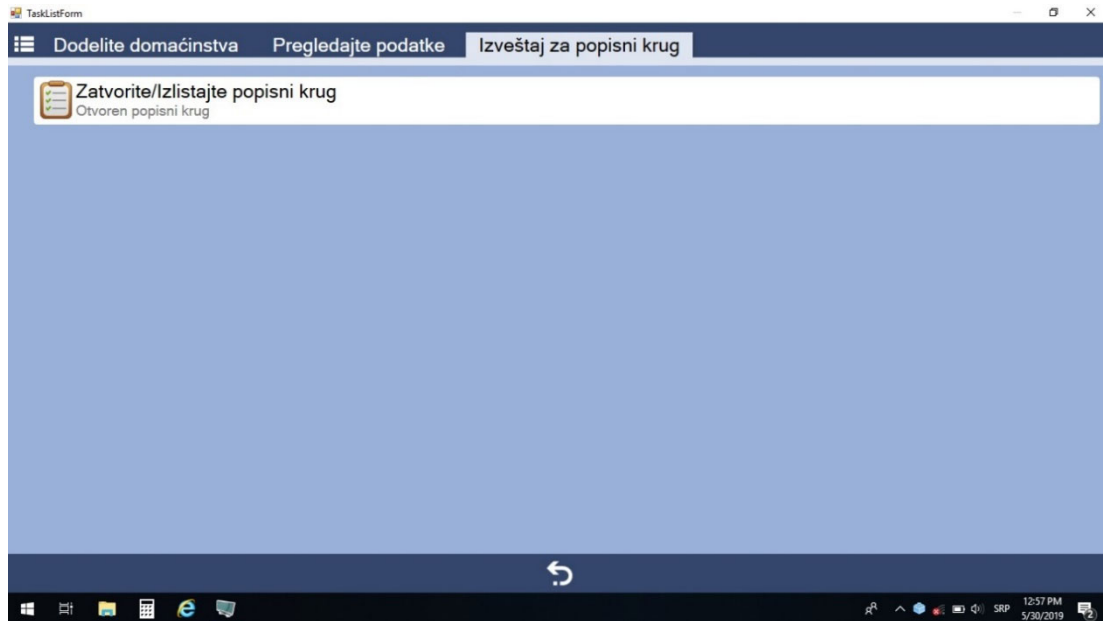 TaskListForm
Dodelite domaćinstva Pregledajte podatke Izveštaj za popisni krug
Zatvorite/Izlistajte popisni krug
Otvoren popisni krug
SRP
12:57 PM
5/30/2019
2